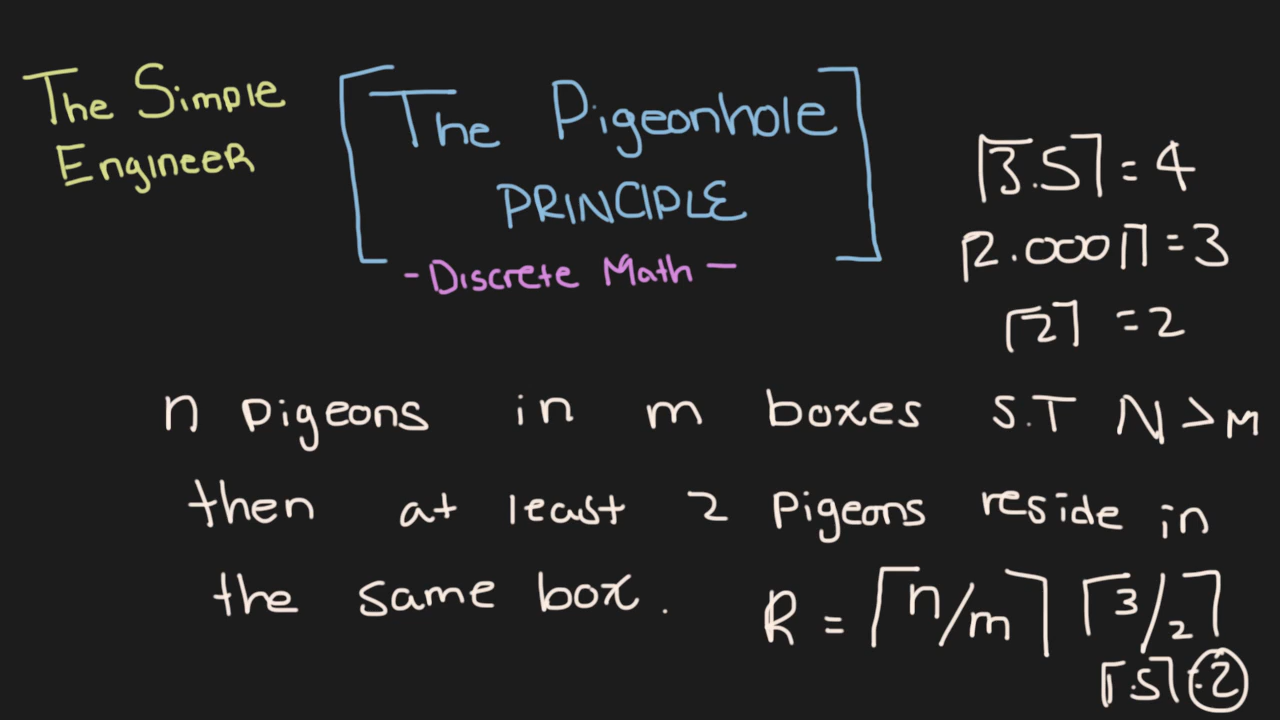 The Simple
Engineer
The Pigeonhole
PRINCIPLE
- Discrete Math -
⌈3.5⌉ = 4
⌈2.0001⌉ = 3
⌈2⌉ = 2
n pigeons in m boxes S.T N > M
then at least 2 pigeons reside in
the same box.
R = ⌈n/m⌉ ⌈3/2⌉
⌈1.5⌉ = 2